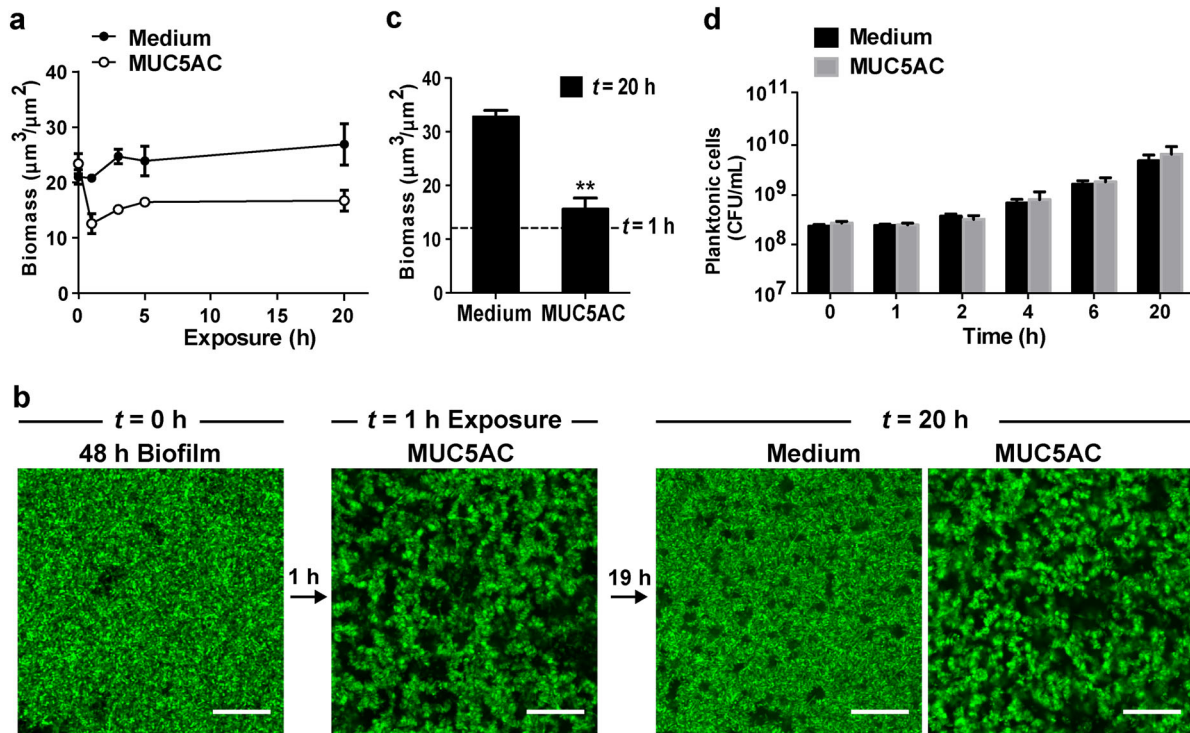 a
Medium
MUC5AC
Biomass (µm³/µm²)
40
30
20
10
0
0 5 10 15 20
Exposure (h)
c
t = 20 h
Biomass (µm³/µm²)
40
30
20
10
0
**
t = 1 h
Medium MUC5AC
d
Medium
MUC5AC
Planktonic cells
(CFU/mL)
10¹¹
10¹⁰
10⁹
10⁸
10⁷
0 1 2 4 6 20
Time (h)
b
t = 0 h t = 1 h Exposure t = 20 h
48 h Biofilm MUC5AC Medium MUC5AC
1 h 19 h